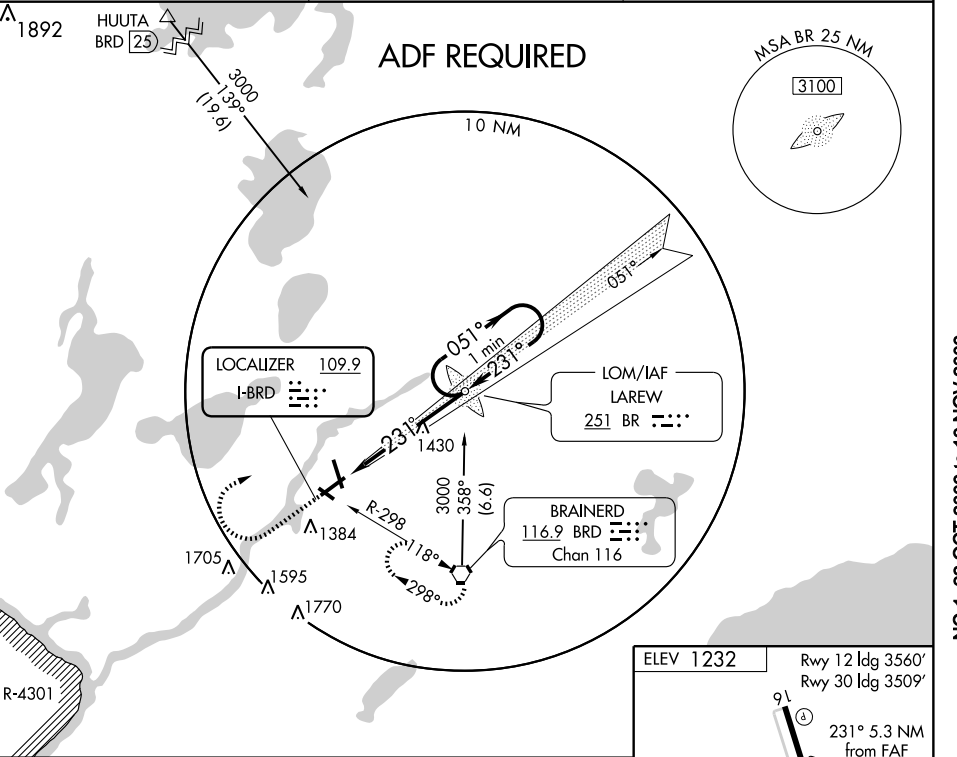 1892
HUUTA
BRD 25
ADF REQUIRED
MSA BR 25 NM
3100
3000
139°
(19.6)
10 NM
051°
051°
1 min
231°
LOCALIZER 109.9
I-BRD
LOM/IAF
LAREW
251 BR
231°
1430
3000
358°
(6.6)
R-298
118°
298°
BRAINERD
116.9 BRD
Chan 116
1384
1705
1595
1770
R-4301
ELEV 1232
Rwy 12 ldg 3560'
Rwy 30 ldg 3509'
16
P
231° 5.3 NM
from FAF